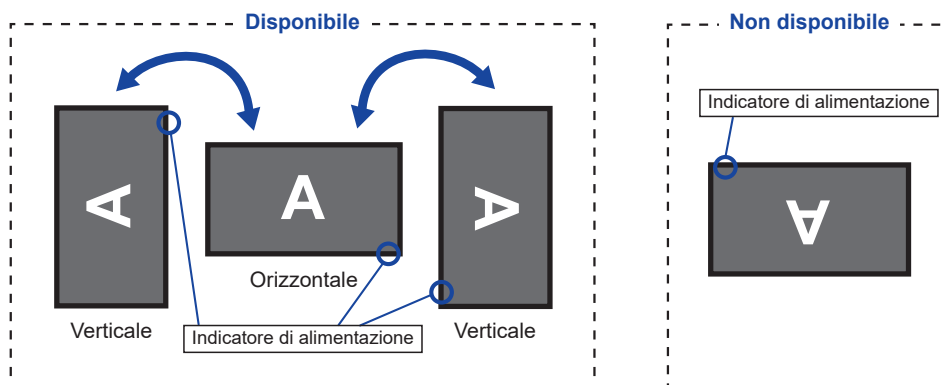 Disponibile
Non disponibile
Indicatore di alimentazione
A
A
A
A
Orizzontale
Verticale
Indicatore di alimentazione
Verticale